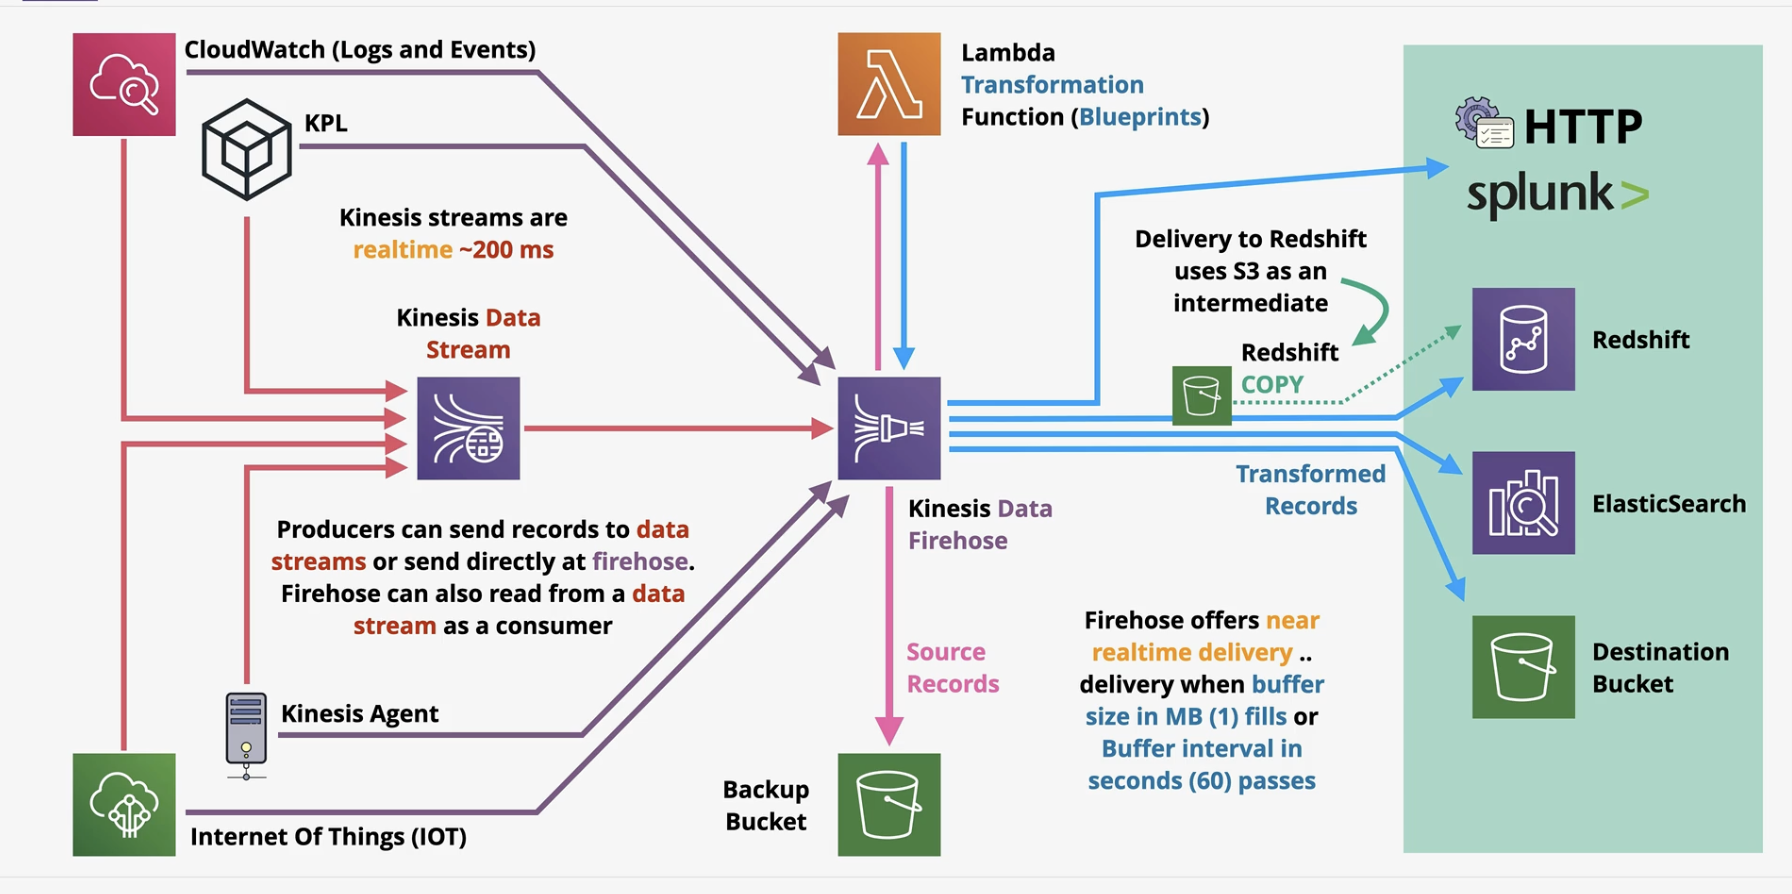 CloudWatch (Logs and Events)
KPL
Kinesis streams are
realtime ~200 ms
Kinesis Data
Stream
Producers can send records to data
streams or send directly at firehose.
Firehose can also read from a data
stream as a consumer
Kinesis Agent
Internet Of Things (IOT)
Lambda
Transformation
Function (Blueprints)
Kinesis Data
Firehose
Source
Records
Backup
Bucket
Delivery to Redshift
uses S3 as an
intermediate
Redshift
COPY
Transformed
Records
Firehose offers near
realtime delivery ..
delivery when buffer
size in MB (1) fills or
Buffer interval in
seconds (60) passes
HTTP
splunk>
Redshift
ElasticSearch
Destination
Bucket